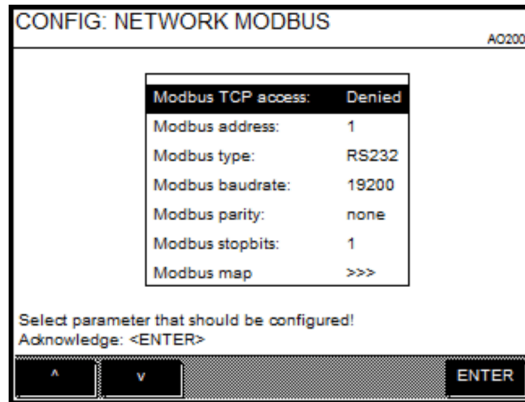 CONFIG: NETWORK MODBUS
AO200
Modbus TCP access: Denied
Modbus address: 1
Modbus type: RS232
Modbus baudrate: 19200
Modbus parity: none
Modbus stopbits: 1
Modbus map >>>
Select parameter that should be configured!
Acknowledge: <ENTER>
^ v ENTER